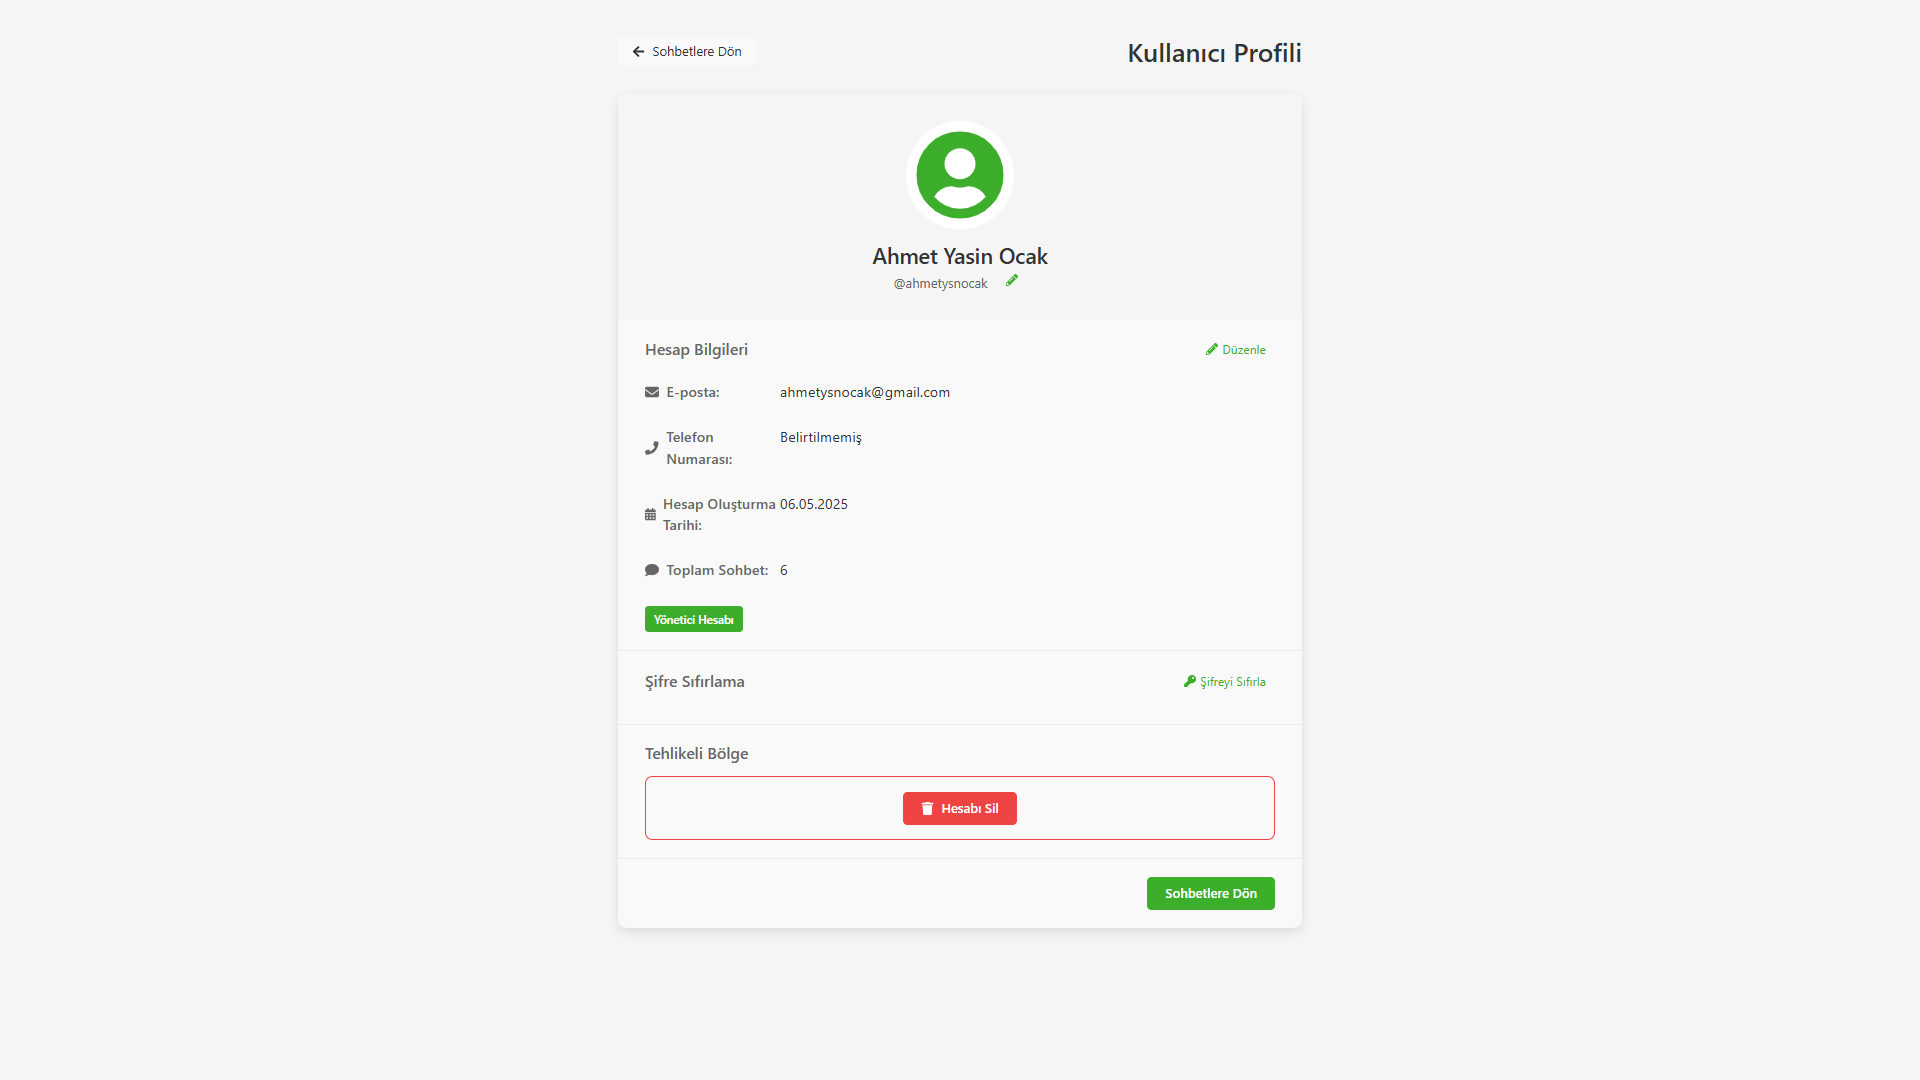 Sohbetlere Dön
Kullanıcı Profili
Ahmet Yasin Ocak
@ahmetysnocak
Hesap Bilgileri
Düzenle
E-posta: ahmetysnocak@gmail.com
Telefon Belirtilmemiş
Numarası:
Hesap Oluşturma 06.05.2025
Tarihi:
Toplam Sohbet: 6
Yönetici Hesabı
Şifre Sıfırlama
Şifreyi Sıfırla
Tehlikeli Bölge
Hesabı Sil
Sohbetlere Dön